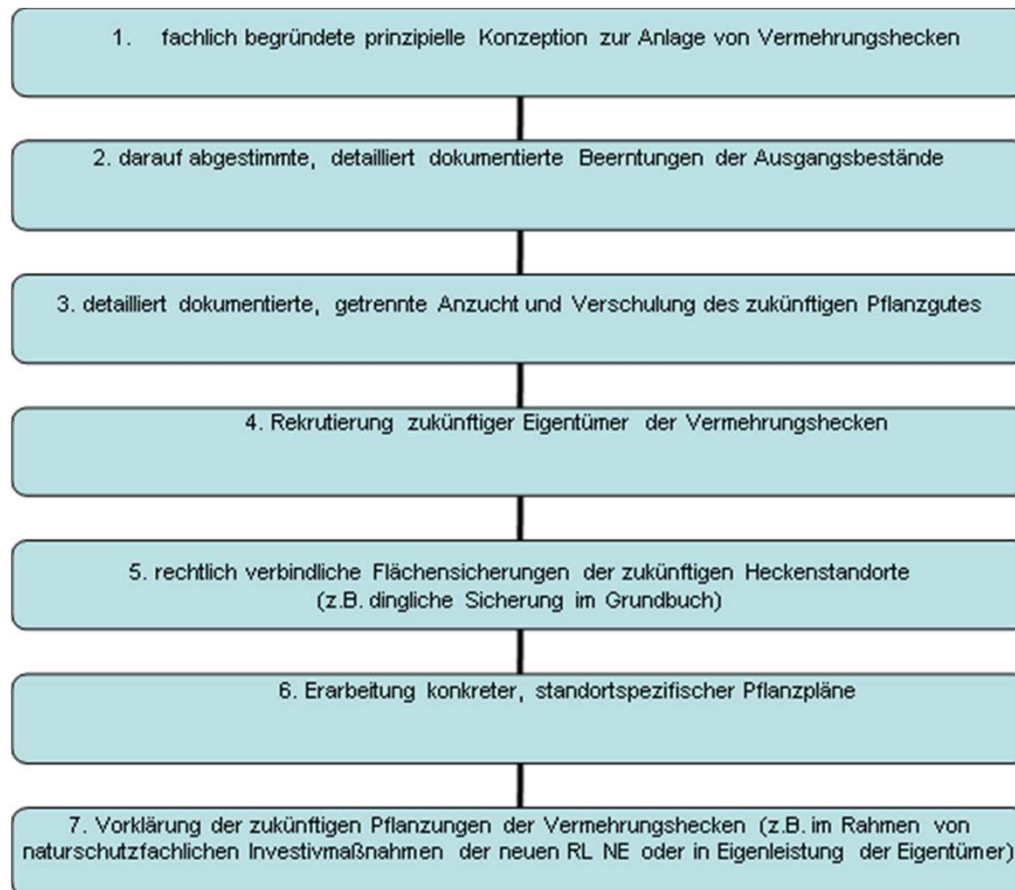 1. fachlich begründete prinzipielle Konzeption zur Anlage von Vermehrungshecken
2. darauf abgestimmte, detailliert dokumentierte Beerntungen der Ausgangsbestände
3. detailliert dokumentierte, getrennte Anzucht und Verschulung des zukünftigen Pflanzgutes
4. Rekrutierung zukünftiger Eigentümer der Vermehrungshecken
5. rechtlich verbindliche Flächensicherungen der zukünftigen Heckenstandorte
(z.B. dingliche Sicherung im Grundbuch)
6. Erarbeitung konkreter, standortspezifischer Pflanzpläne
7. Vorklärung der zukünftigen Pflanzungen der Vermehrungshecken (z.B. im Rahmen von
naturschutzfachlichen Investivmaßnahmen der neuen RL NE oder in Eigenleistung der Eigentümer)